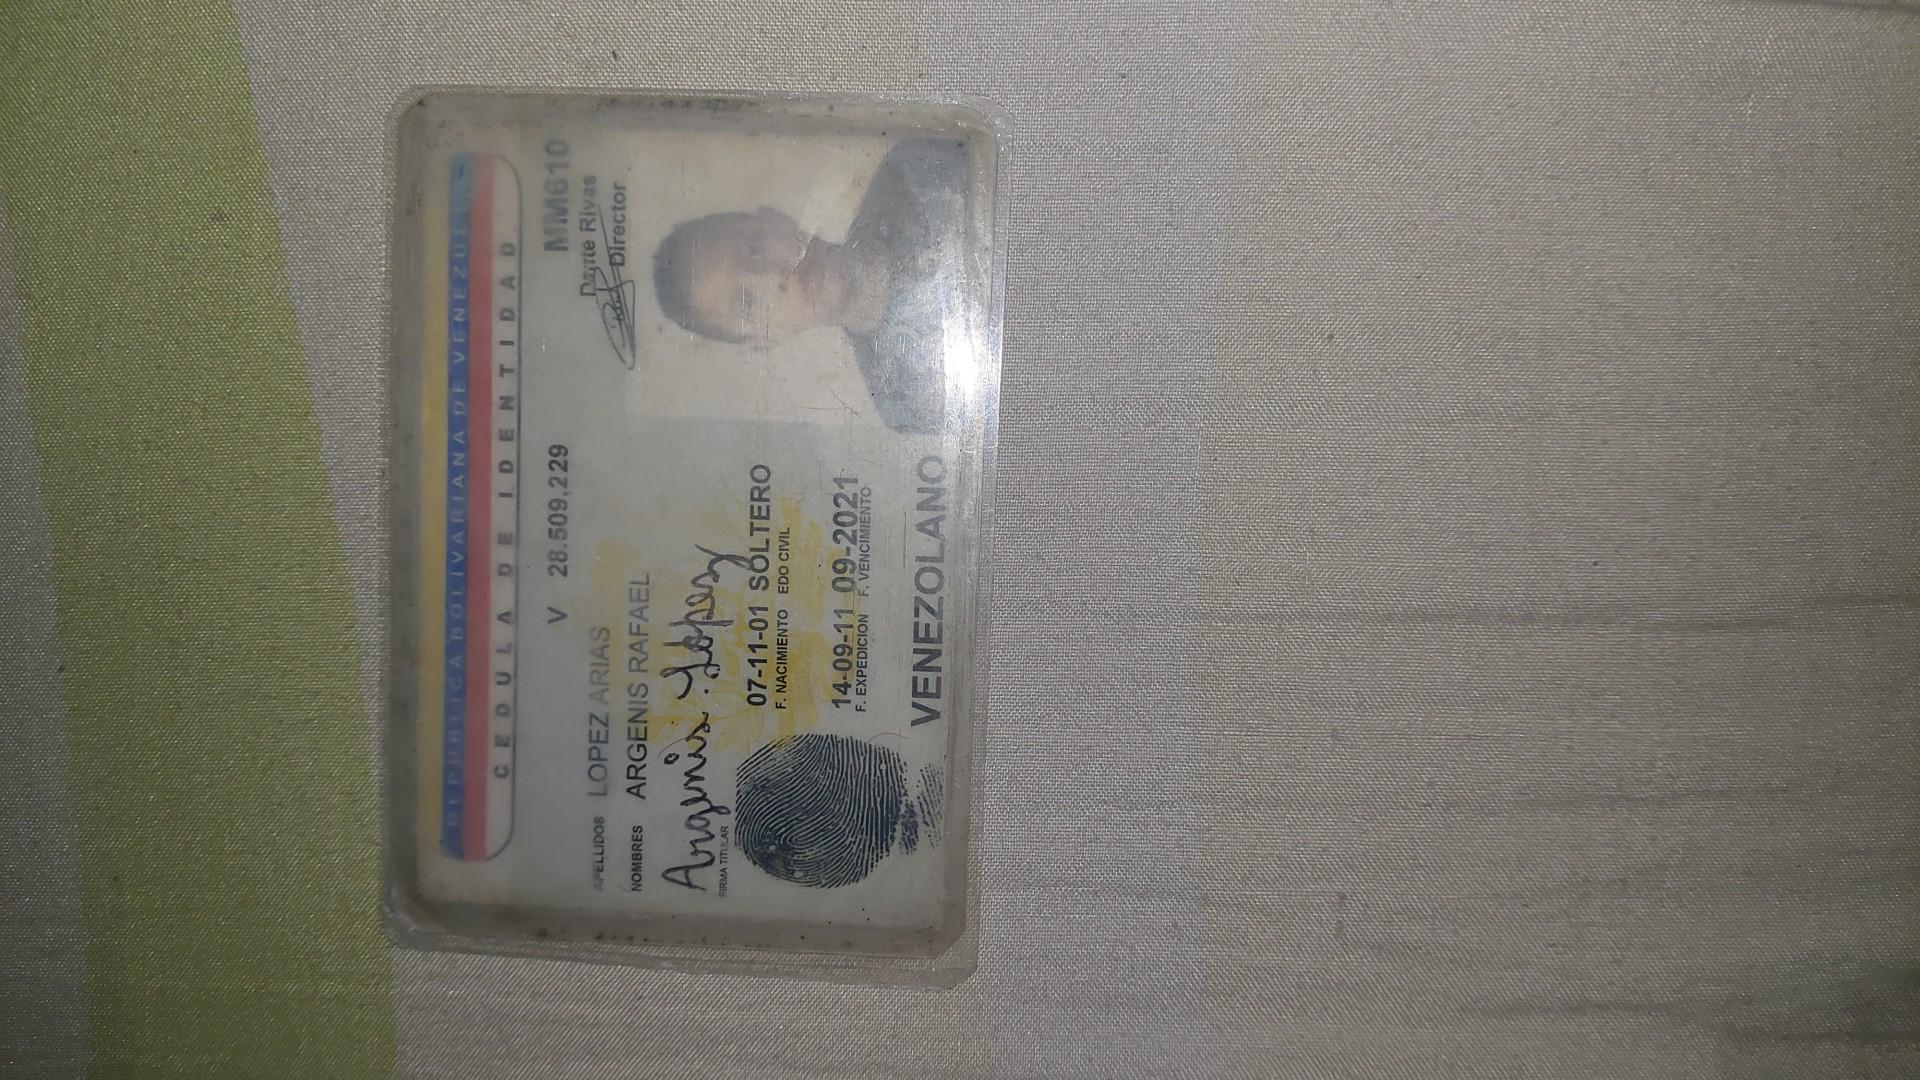 REPUBLICA BOLIVARIANA DE VENEZUELA
CEDULA DE IDENTIDAD
V 28.509.229 MM610
APELLIDOS LOPEZ ARIAS
Dante Rivas
Director
NOMBRES ARGENIS RAFAEL
Argenis Lopez
FIRMA TITULAR
07-11-01 SOLTERO
F. NACIMIENTO EDO CIVIL
14-09-11 09-2021
F. EXPEDICION F. VENCIMIENTO
VENEZOLANO